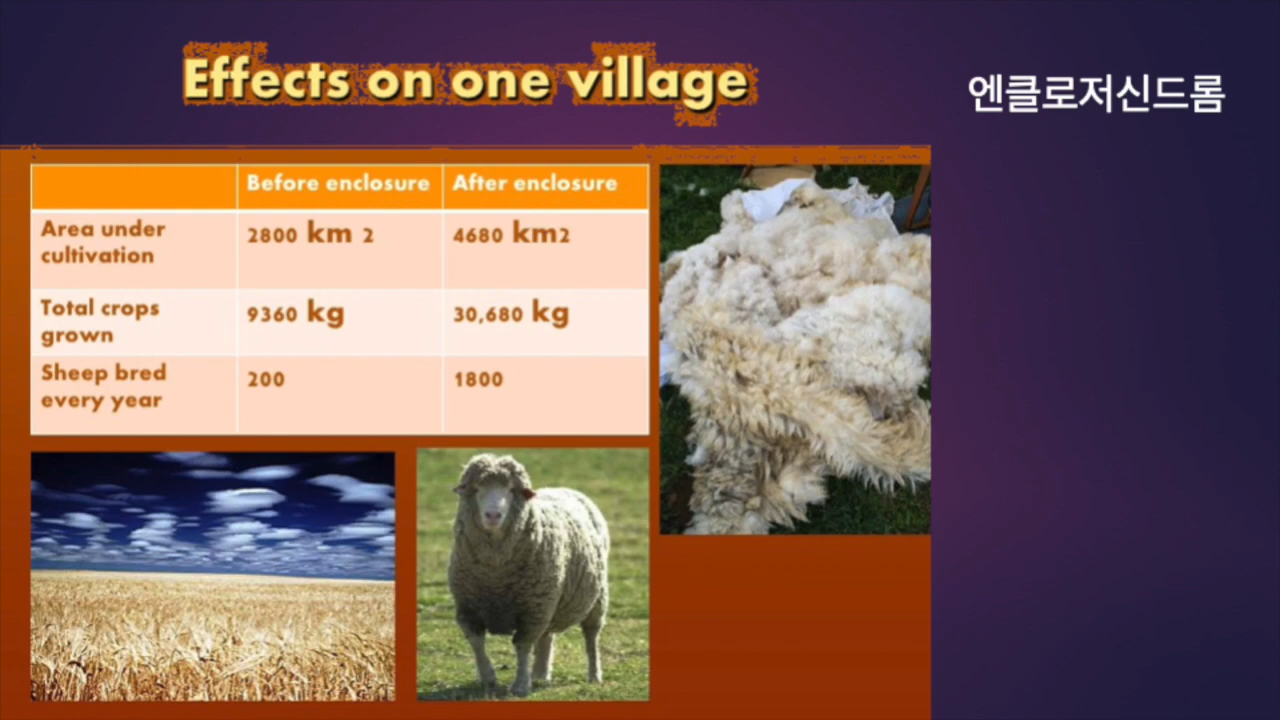 Effects on one village
엔클로저신드롬
Before enclosure After enclosure
Area under
cultivation
2800 km 2 4680 km2
Total crops
grown
9360 kg 30,680 kg
Sheep bred
every year
200 1800